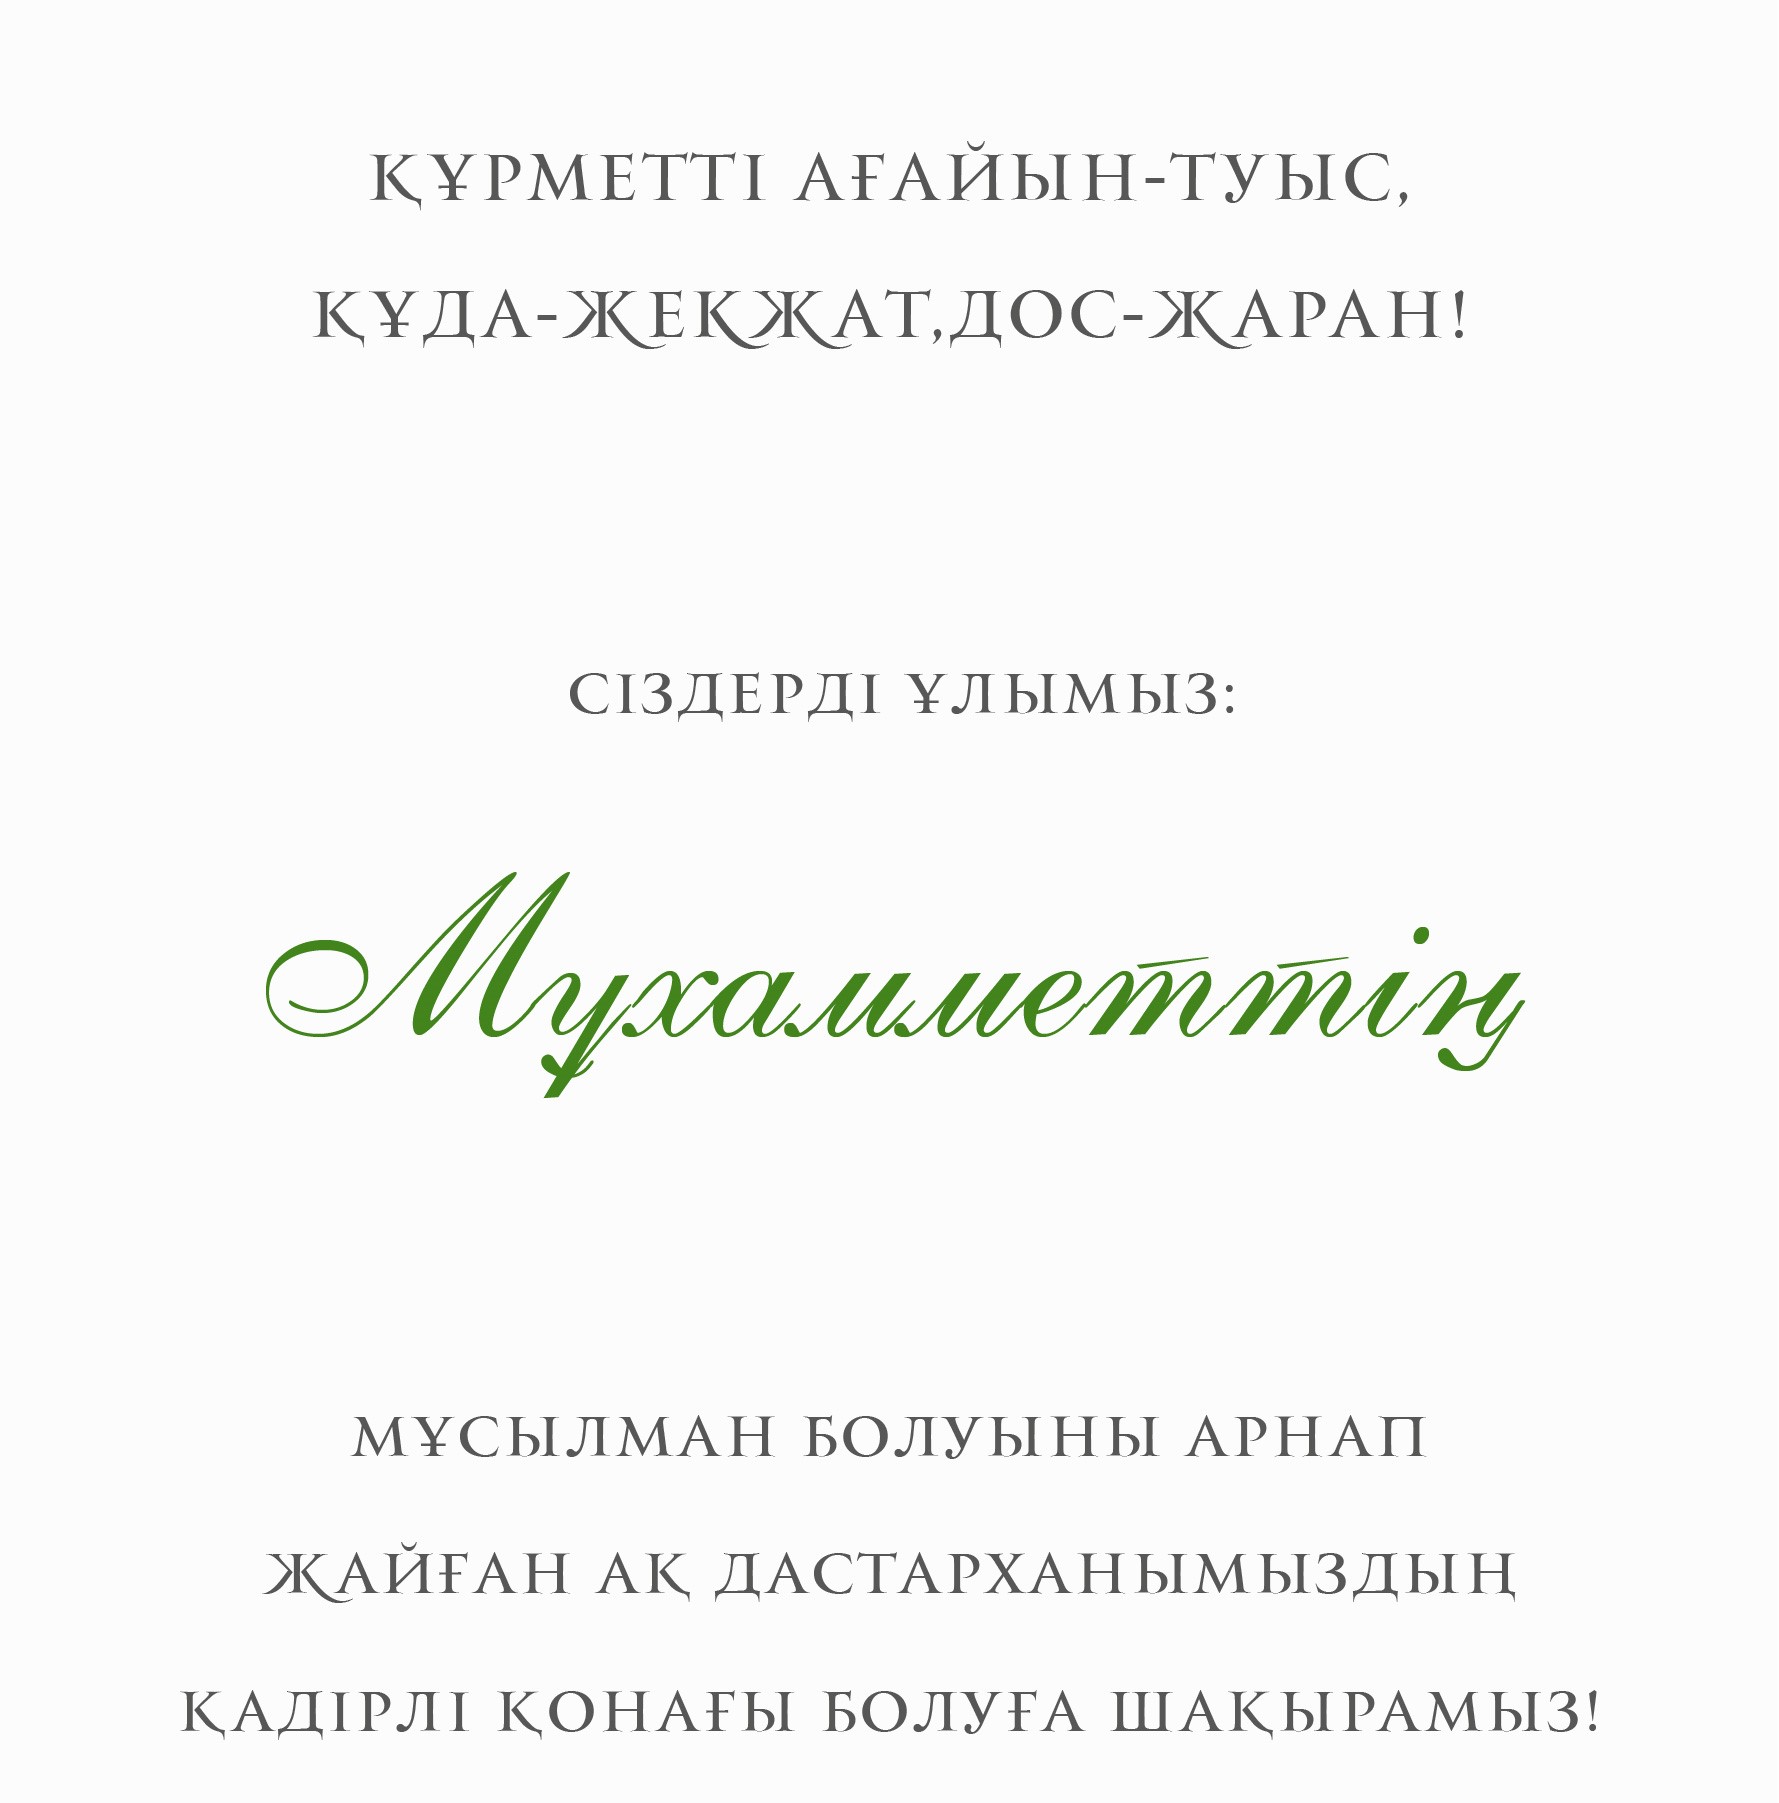 ҚҰРМЕТТІ АҒАЙЫН-ТУЫС,
ҚҰДА-ЖЕКЖАТ,ДОС-ЖАРАН!
СІЗДЕРДІ ҰЛЫМЫЗ:
Мұхамметтің
МҰСЫЛМАН БОЛУЫНЫ АРНАП
ЖАЙҒАН АҚ ДАСТАРХАНЫМЫЗДЫҢ
ҚАДІРЛІ ҚОНАҒЫ БОЛУҒА ШАҚЫРАМЫЗ!